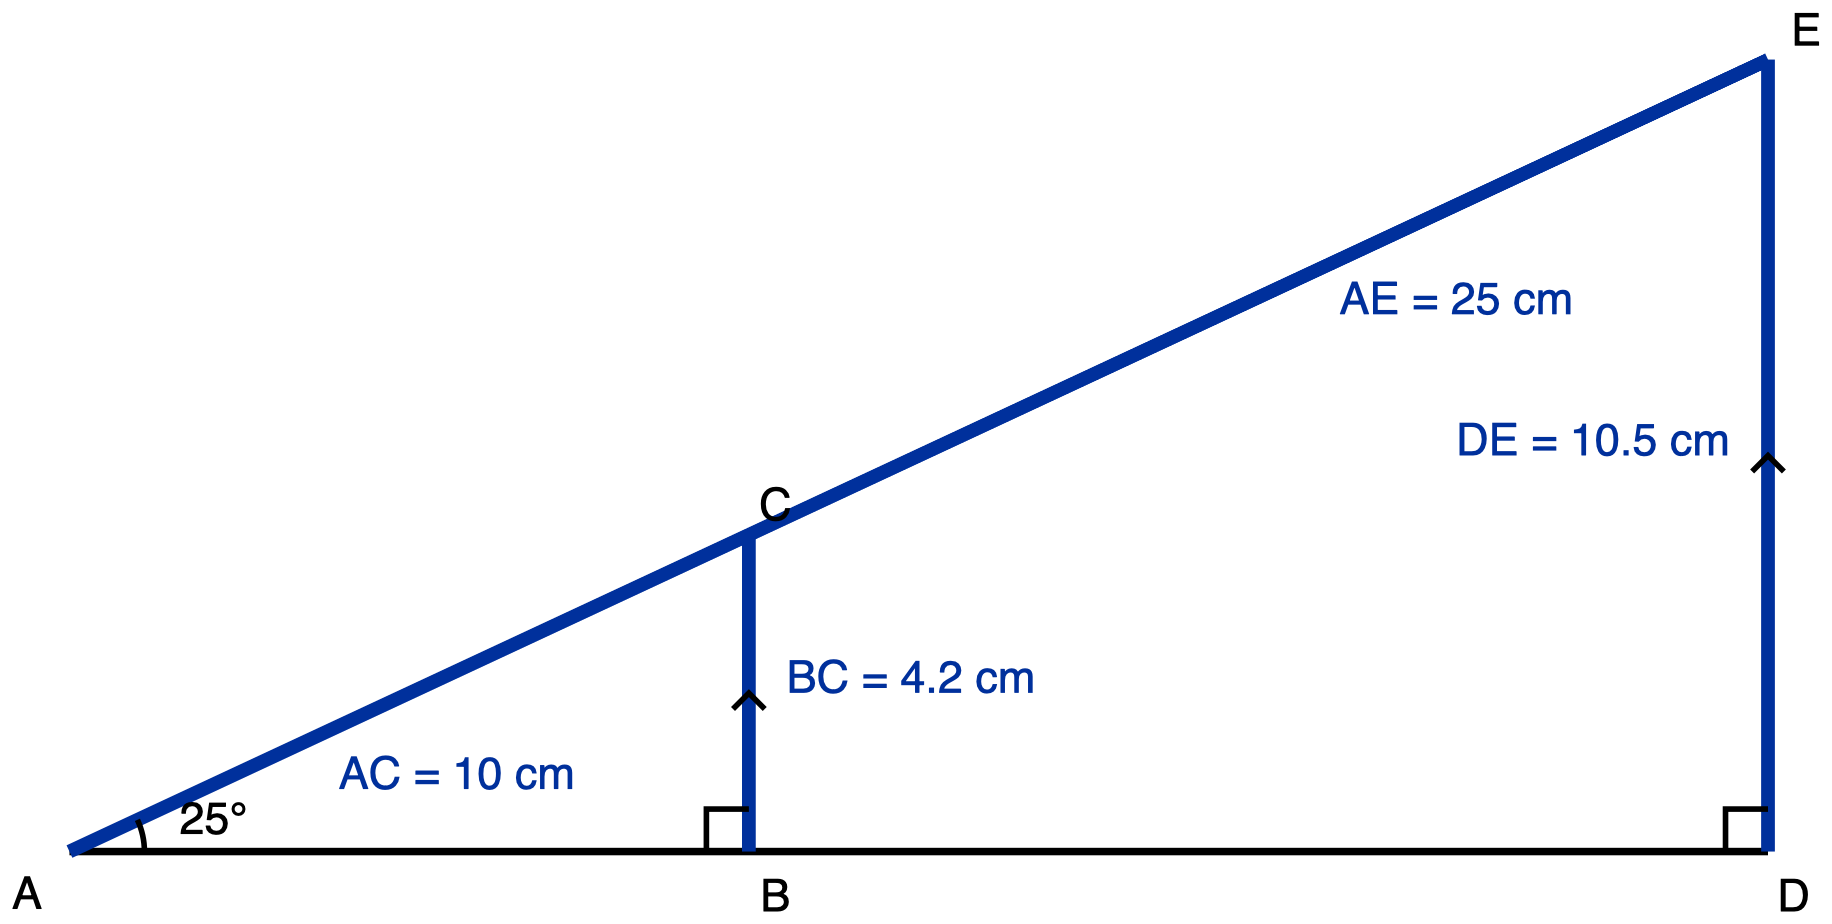 E
AE = 25 cm
DE = 10.5 cm
C
BC = 4.2 cm
AC = 10 cm
25°
A
B
D